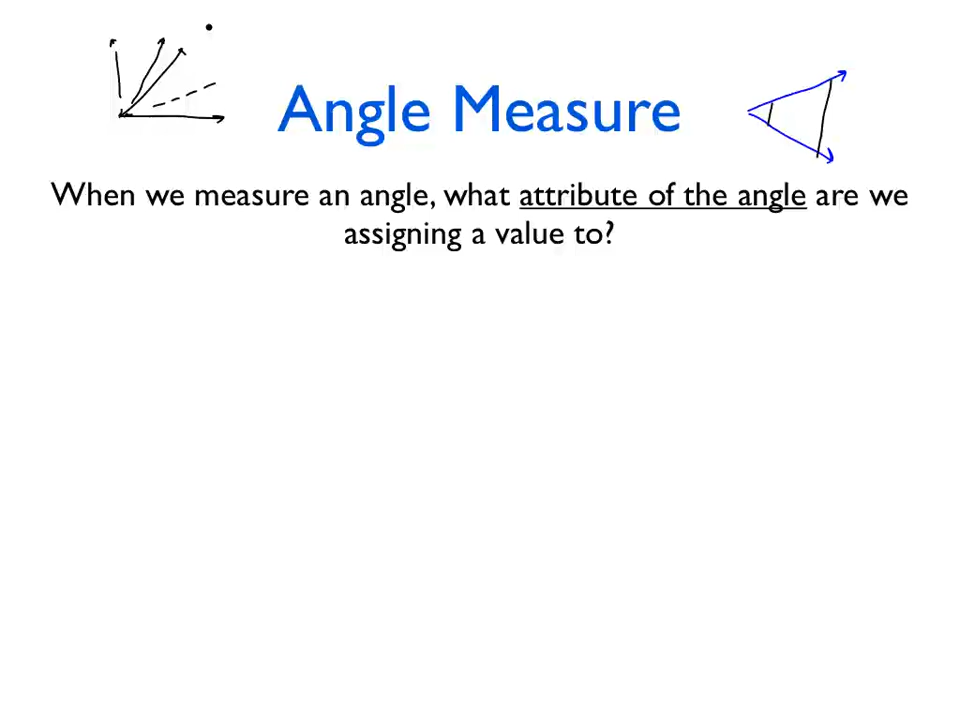 Angle Measure
When we measure an angle, what attribute of the angle are we
assigning a value to?